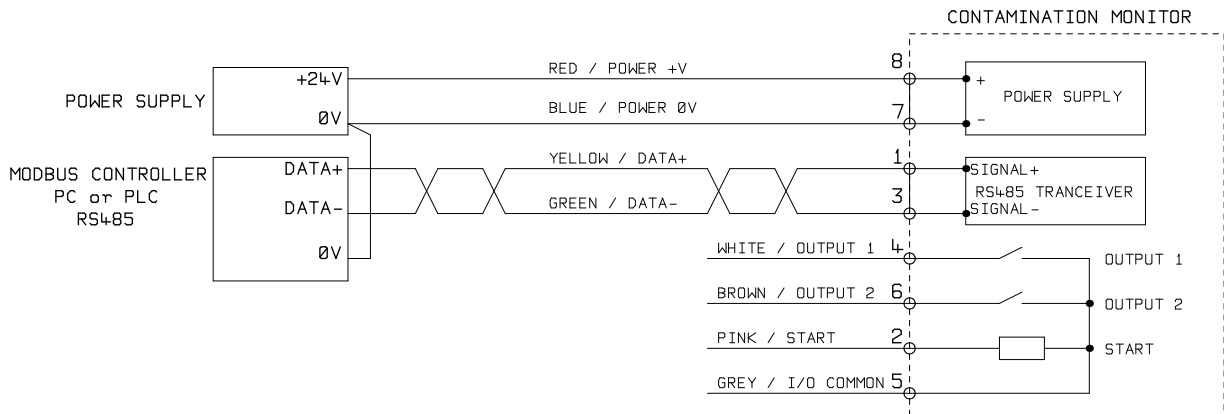 CONTAMINATION MONITOR
+24V
RED / POWER +V
8
+
POWER SUPPLY
POWER SUPPLY
0V
BLUE / POWER 0V
7
-
MODBUS CONTROLLER
PC or PLC
RS485
DATA+
YELLOW / DATA+
1
SIGNAL+
RS485 TRANCEIVER
DATA-
GREEN / DATA-
3
SIGNAL-
0V
WHITE / OUTPUT 1
4
OUTPUT 1
BROWN / OUTPUT 2
6
OUTPUT 2
PINK / START
2
START
GREY / I/O COMMON
5